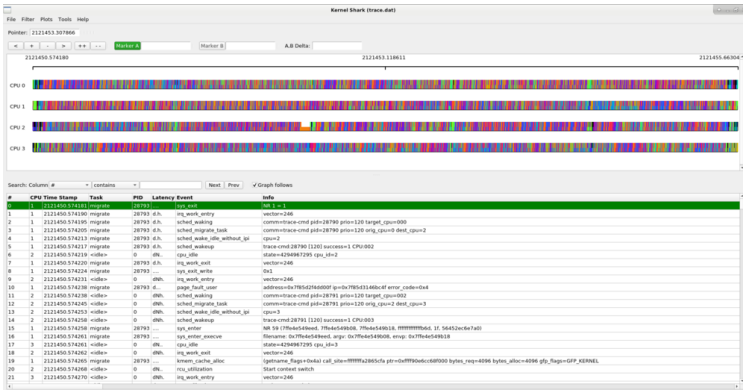 Kernel Shark (trace.dat)
File Filter Plots Tools Help
Pointer: 2121453.307866
< + - > ++ -- Marker A Marker B A,B Delta:
2121450.574180 2121453.118611 2121455.66304
CPU 0
CPU 1
CPU 2
CPU 3
Search: Column # contains Next Prev Graph follows
# CPU Time Stamp Task PID Latency Event Info
0 1 2121450.574181 migrate 28793 ... sys_exit NR 1 = 1
1 1 2121450.574190 migrate 28793 d.h. irq_work_entry vector=246
2 1 2121450.574194 migrate 28793 d.h. sched_waking comm=trace-cmd pid=28790 prio=120 target_cpu=000
3 1 2121450.574205 migrate 28793 d.h. sched_migrate_task comm=trace-cmd pid=28790 prio=120 orig_cpu=0 dest_cpu=2
4 1 2121450.574213 migrate 28793 d.h. sched_wake_idle_without_ipi cpu=2
5 1 2121450.574217 migrate 28793 d.h. sched_wakeup trace-cmd:28790 [120] success=1 CPU:002
6 2 2121450.574219 <idle> 0 dN.. cpu_idle state=4294967295 cpu_id=2
7 1 2121450.574220 migrate 28793 d.h. irq_work_exit vector=246
8 1 2121450.574224 migrate 28793 ... sys_exit_write 0x1
9 2 2121450.574231 <idle> 0 dNh. irq_work_entry vector=246
10 1 2121450.574238 migrate 28793 d... page_fault_user
11 2 2121450.574238 <idle> 0 dNh. sched_waking comm=trace-cmd pid=28791 prio=120 target_cpu=002
12 2 2121450.574245 <idle> 0 dNh. sched_migrate_task comm=trace-cmd pid=28791 prio=120 orig_cpu=2 dest_cpu=3
13 2 2121450.574253 <idle> 0 dNh. sched_wake_idle_without_ipi cpu=3
14 2 2121450.574258 <idle> 0 dNh. sched_wakeup trace-cmd:28791 [120] success=1 CPU:003
15 1 2121450.574258 migrate 28793 ... sys_enter
16 1 2121450.574261 migrate 28793 ... sys_enter_execve
17 3 2121450.574261 <idle> 0 dN.. cpu_idle state=4294967295 cpu_id=3
18 2 2121450.574262 <idle> 0 dNh. irq_work_exit vector=246
19 1 2121450.574265 migrate 28793 ... kmem_cache_alloc bytes_req=4096 bytes_alloc=4096 gfp_flags=GFP_KERNEL
20 2 2121450.574268 <idle> 0 dN.. rcu_utilization Start context switch
21 3 2121450.574270 <idle> 0 dNh. irq_work_entry vector=246